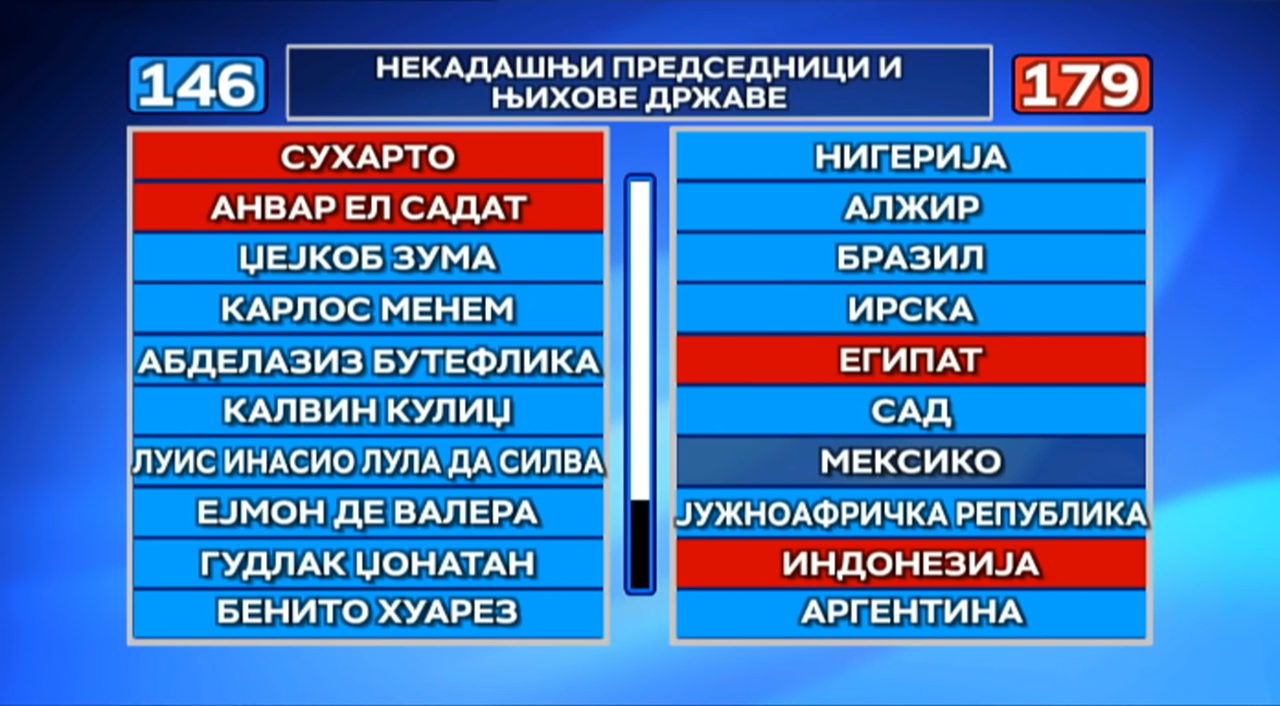 146
НЕКАДАШЊИ ПРЕДСЕДНИЦИ И
ЊИХОВЕ ДРЖАВЕ
179
СУХАРТО
АНВАР ЕЛ САДАТ
ЏЕЈКОБ ЗУМА
КАРЛОС МЕНЕМ
АБДЕЛАЗИЗ БУТЕФЛИКА
КАЛВИН КУЛИЏ
ЛУИС ИНАСИО ЛУЛА ДА СИЛВА
ЕЈМОН ДЕ ВАЛЕРА
ГУДЛАК ЏОНАТАН
БЕНИТО ХУАРЕЗ
НИГЕРИЈА
АЛЖИР
БРАЗИЛ
ИРСКА
ЕГИПАТ
САД
МЕКСИКО
ЈУЖНОАФРИЧКА РЕПУБЛИКА
ИНДОНЕЗИЈА
АРГЕНТИНА